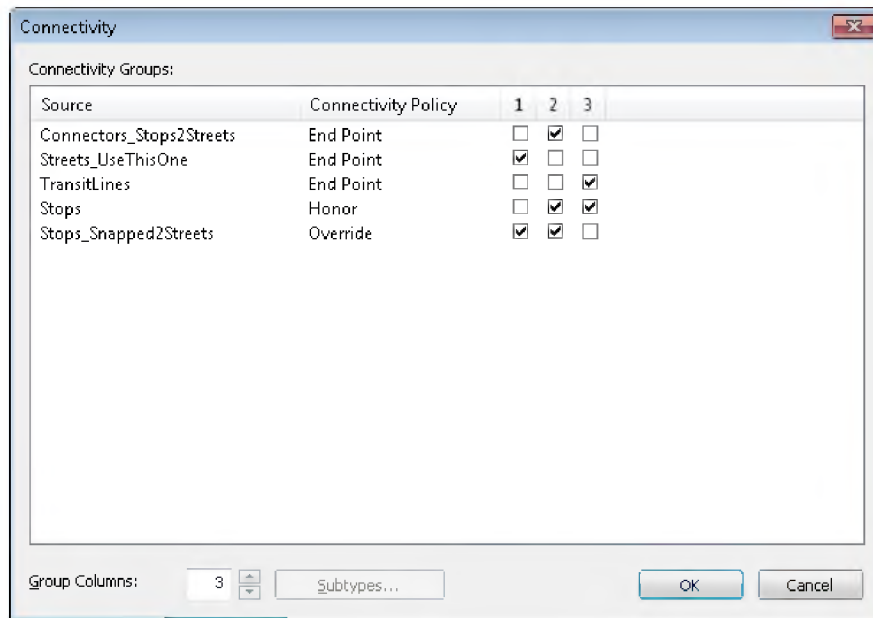 Connectivity
Connectivity Groups:
Source Connectivity Policy 1 2 3
Connectors_Stops2Streets End Point
Streets_UseThisOne End Point
TransitLines End Point
Stops Honor
Stops_Snapped2Streets Override
Group Columns: 3 Subtypes... OK Cancel